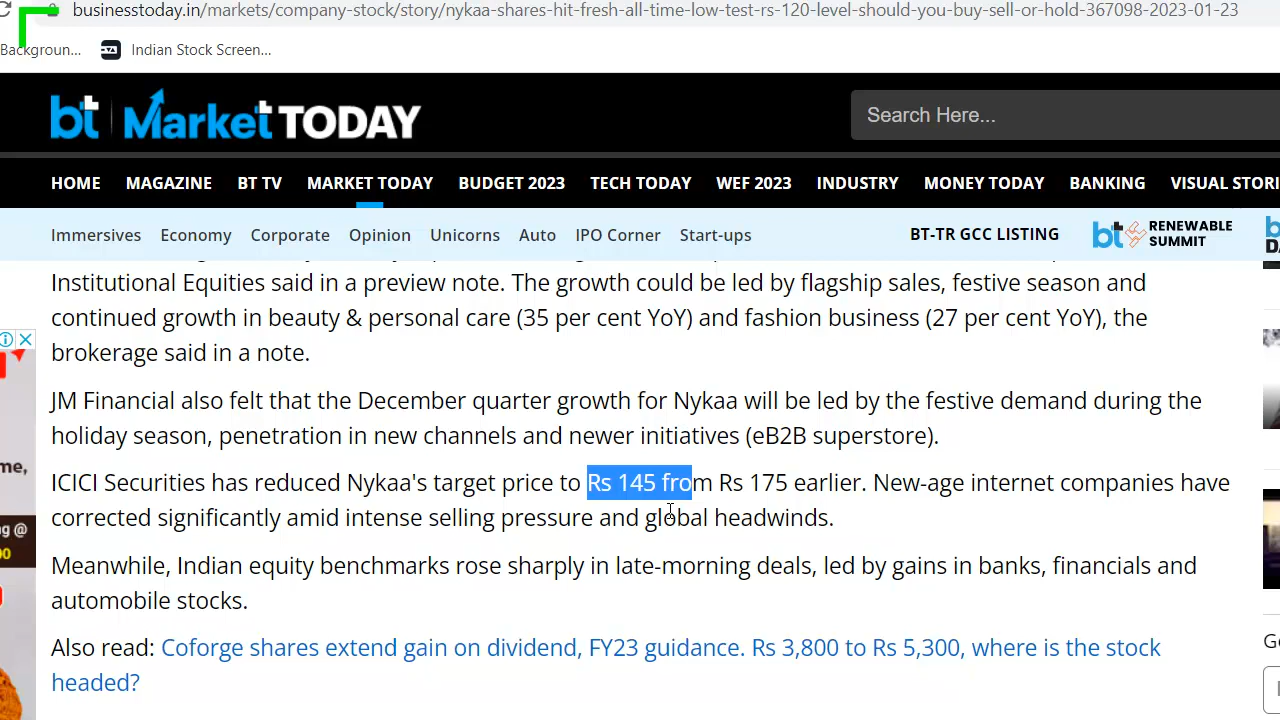 businesstoday.in/markets/company-stock/story/nykaa-shares-hit-fresh-all-time-low-test-rs-120-level-should-you-buy-sell-or-hold-367098-2023-01-23
Backgroun... Indian Stock Screen...
bt Market TODAY Search Here...
HOME MAGAZINE BT TV MARKET TODAY BUDGET 2023 TECH TODAY WEF 2023 INDUSTRY MONEY TODAY BANKING VISUAL STORI
Immersives Economy Corporate Opinion Unicorns Auto IPO Corner Start-ups BT-TR GCC LISTING bt RENEWABLE
SUMMIT
Institutional Equities said in a preview note. The growth could be led by flagship sales, festive season and
continued growth in beauty & personal care (35 per cent YoY) and fashion business (27 per cent YoY), the
brokerage said in a note.
JM Financial also felt that the December quarter growth for Nykaa will be led by the festive demand during the
holiday season, penetration in new channels and newer initiatives (eB2B superstore).
ICICI Securities has reduced Nykaa's target price to Rs 145 from Rs 175 earlier. New-age internet companies have
corrected significantly amid intense selling pressure and global headwinds.
Meanwhile, Indian equity benchmarks rose sharply in late-morning deals, led by gains in banks, financials and
automobile stocks.
Also read: Coforge shares extend gain on dividend, FY23 guidance. Rs 3,800 to Rs 5,300, where is the stock
headed?